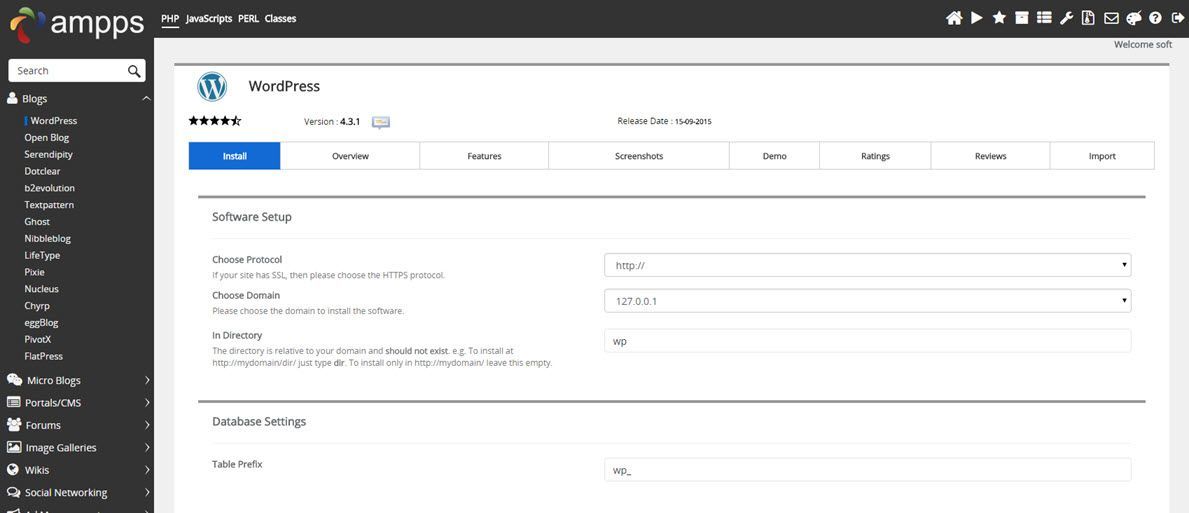 ampps
PHP JavaScripts PERL Classes
Welcome soft
Search
Blogs
WordPress
Open Blog
Serendipity
Dotclear
b2evolution
Textpattern
Ghost
Nibbleblog
LifeType
Pixie
Nucleus
Chyrp
eggBlog
PivotX
FlatPress
Micro Blogs
Portals/CMS
Forums
Image Galleries
Wikis
Social Networking
WordPress
Version : 4.3.1
Release Date : 15-09-2015
Install Overview Features Screenshots Demo Ratings Reviews Import
Software Setup
Choose Protocol
If your site has SSL, then please choose the HTTPS protocol.
http://
Choose Domain
Please choose the domain to install the software.
127.0.0.1
In Directory
The directory is relative to your domain and should not exist. e.g. To install at
http://mydomain/dir/ just type dir. To install only in http://mydomain/ leave this empty.
wp
Database Settings
Table Prefix
wp_